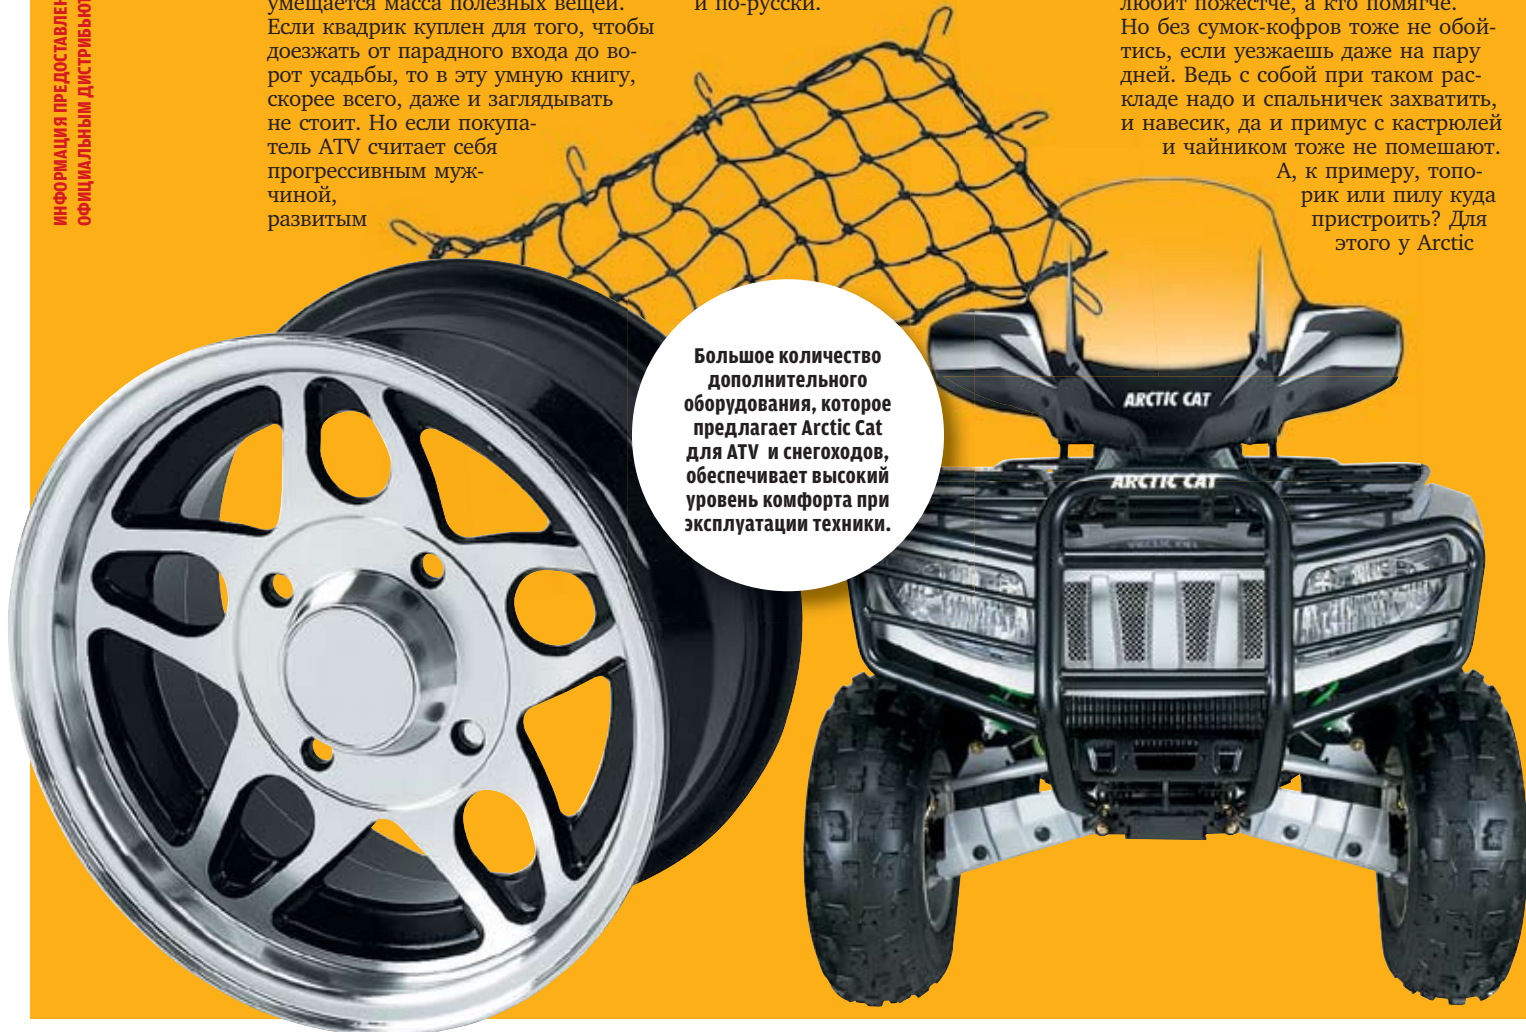 ИНФОРМАЦИЯ ПРЕДОСТАВЛЕН
ОФИЦИАЛЬНЫМ ДИСТРИБЬЮТ
умещается масса полезных вещей.
Если квадрик куплен для того, чтобы
доезжать от парадного входа до во-
рот усадьбы, то в эту умную книгу,
скорее всего, даже и заглядывать
не стоит. Но если покупа-
тель ATV считает себя
прогрессивным муж-
чиной,
развитым
и по-русски.
любит пожестче, а кто помягче.
Но без сумок-кофров тоже не обой-
тись, если уезжаешь даже на пару
дней. Ведь с собой при таком рас-
кладе надо и спальничек захватить,
и навесик, да и примус с кастрюлей
и чайником тоже не помешают.
А, к примеру, топо-
рик или пилу куда
пристроить? Для
этого у Arctic
Большое количество
дополнительного
оборудования, которое
предлагает Arctic Cat
для ATV и снегоходов,
обеспечивает высокий
уровень комфорта при
эксплуатации техники.
ARCTIC CAT
ARCTIC CAT
ARCTIC CAT